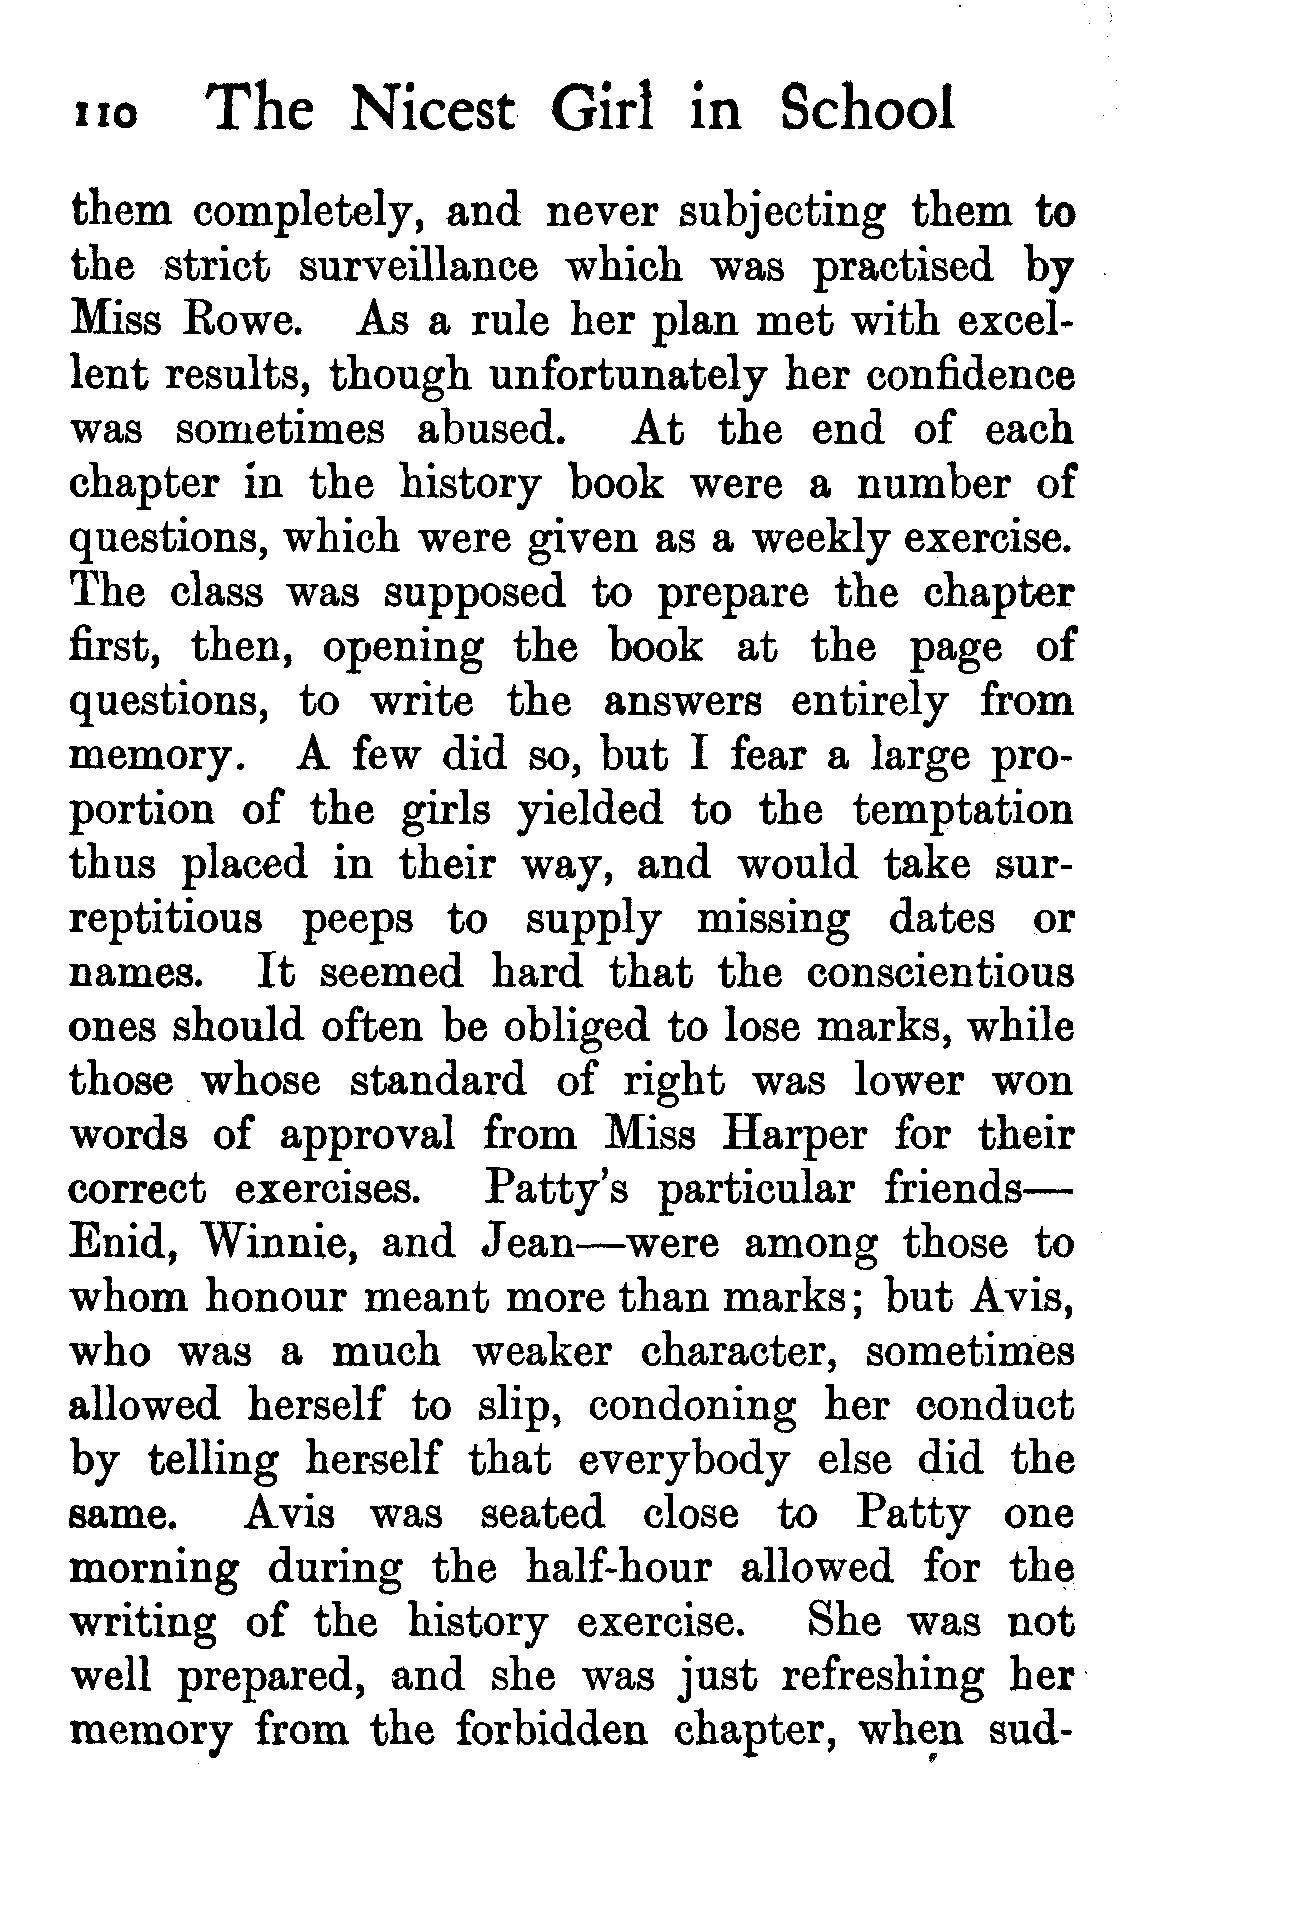 110 The Nicest Girl in School
them completely, and never subjecting them to
the strict surveillance which was practised by
Miss Rowe. As a rule her plan met with excel-
lent results, though unfortunately her confidence
was sometimes abused. At the end of each
chapter in the history book were a number of
questions, which were given as a weekly exercise.
The class was supposed to prepare the chapter
first, then, opening the book at the page of
questions, to write the answers entirely from
memory. A few did so, but I fear a large pro-
portion of the girls yielded to the temptation
thus placed in their way, and would take sur-
reptitious peeps to supply missing dates or
names. It seemed hard that the conscientious
ones should often be obliged to lose marks, while
those whose standard of right was lower won
words of approval from Miss Harper for their
correct exercises. Patty's particular friends—
Enid, Winnie, and Jean—were among those to
whom honour meant more than marks; but Avis,
who was a much weaker character, sometimes
allowed herself to slip, condoning her conduct
by telling herself that everybody else did the
same. Avis was seated close to Patty one
morning during the half-hour allowed for the
writing of the history exercise. She was not
well prepared, and she was just refreshing her
memory from the forbidden chapter, when sud-